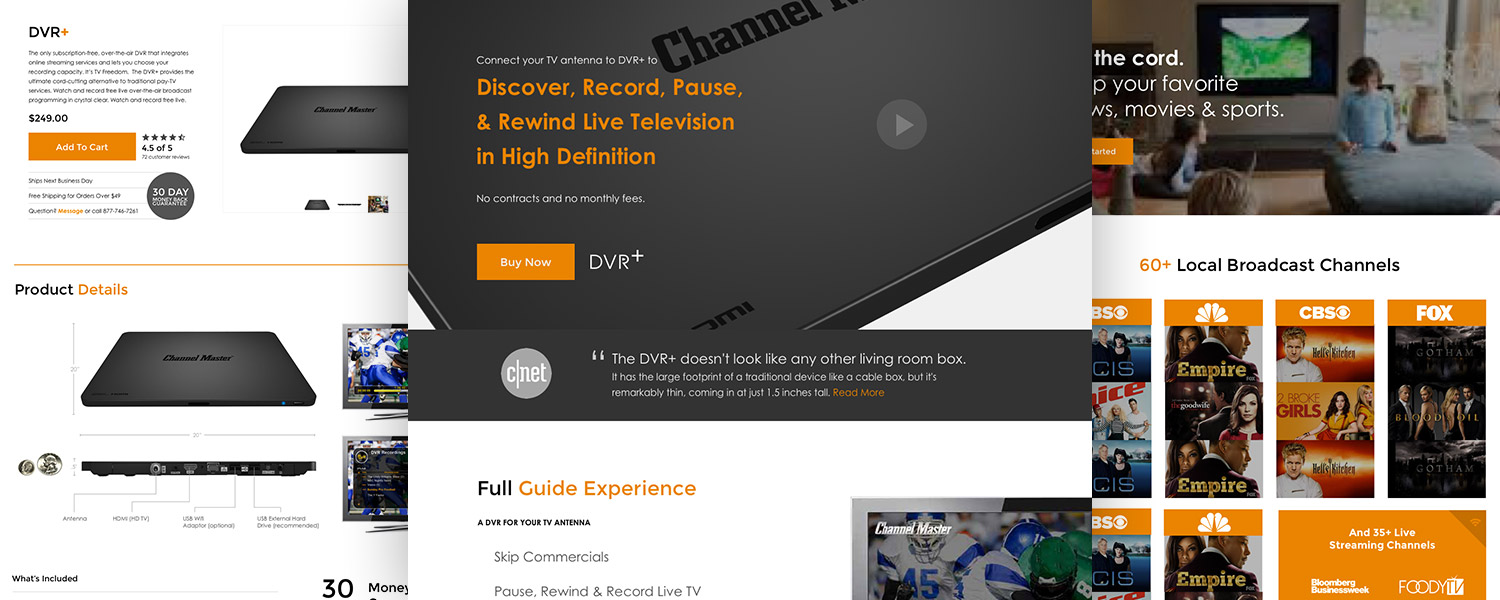 DVR+
The only subscription-free, over-the-air DVR that integrates
online streaming services and lets you choose your
recording capacity. It's TV Freedom. The DVR+ provides the
ultimate cord-cutting alternative to traditional pay-TV
services. Watch and record free live over-the-air broadcast
programming in crystal clear. Watch and record free live.
$249.00
Add To Cart
4.5 of 5
72 customer reviews
Ships Next Business Day
Free Shipping for Orders Over $49
Question? Message or call 877-746-7261
30 DAY
MONEY BACK
GUARANTEE
Channel Master
Product Details
Channel Master
20"
20"
Antenna
HDMI (HD TV)
USB Wifi
Adaptor (optional)
USB External Hard
Drive (recommended)
DVR Recordings
What's Included
30
Money
Channel Ma
Connect your TV antenna to DVR+ to
Discover, Record, Pause,
& Rewind Live Television
in High Definition
No contracts and no monthly fees.
Buy Now
DVR+
c|net
“ The DVR+ doesn't look like any other living room box.
It has the large footprint of a traditional device like a cable box, but it's
remarkably thin, coming in at just 1.5 inches tall. Read More
Full Guide Experience
A DVR FOR YOUR TV ANTENNA
Skip Commercials
Pause, Rewind & Record Live TV
Channel Master
the cord.
p your favorite
ws, movies & sports.
tarted
60+ Local Broadcast Channels
BS
CBS
FOX
CIS
Empire
FOX
Hell's Kitchen
GOTHAM
ice
the goodwife
2 BROKE
GIRLS
BLOOD & OIL
CIS
Empire
FOX
Hell's Kitchen
GOTHAM
BS
CIS
Empire
And 35+ Live
Streaming Channels
Bloomberg
Businessweek
FOODYTV